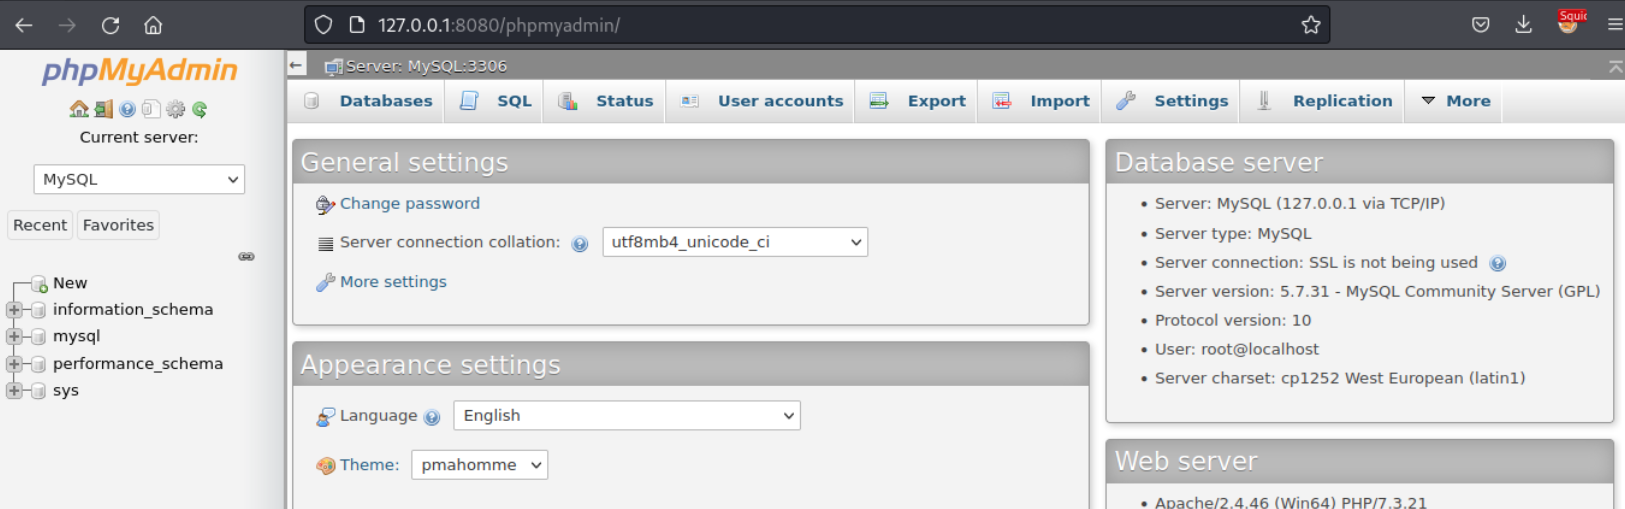 127.0.0.1:8080/phpmyadmin/
Squid
phpMyAdmin
Current server:
MySQL
Recent Favorites
New
information_schema
mysql
performance_schema
sys
Server: MySQL:3306
Databases SQL Status User accounts Export Import Settings Replication More
General settings
Change password
Server connection collation: utf8mb4_unicode_ci
More settings
Appearance settings
Language English
Theme: pmahomme
Database server
Server: MySQL (127.0.0.1 via TCP/IP)
Server type: MySQL
Server connection: SSL is not being used
Server version: 5.7.31 - MySQL Community Server (GPL)
Protocol version: 10
User: root@localhost
Server charset: cp1252 West European (latin1)
Web server
Apache/2.4.46 (Win64) PHP/7.3.21